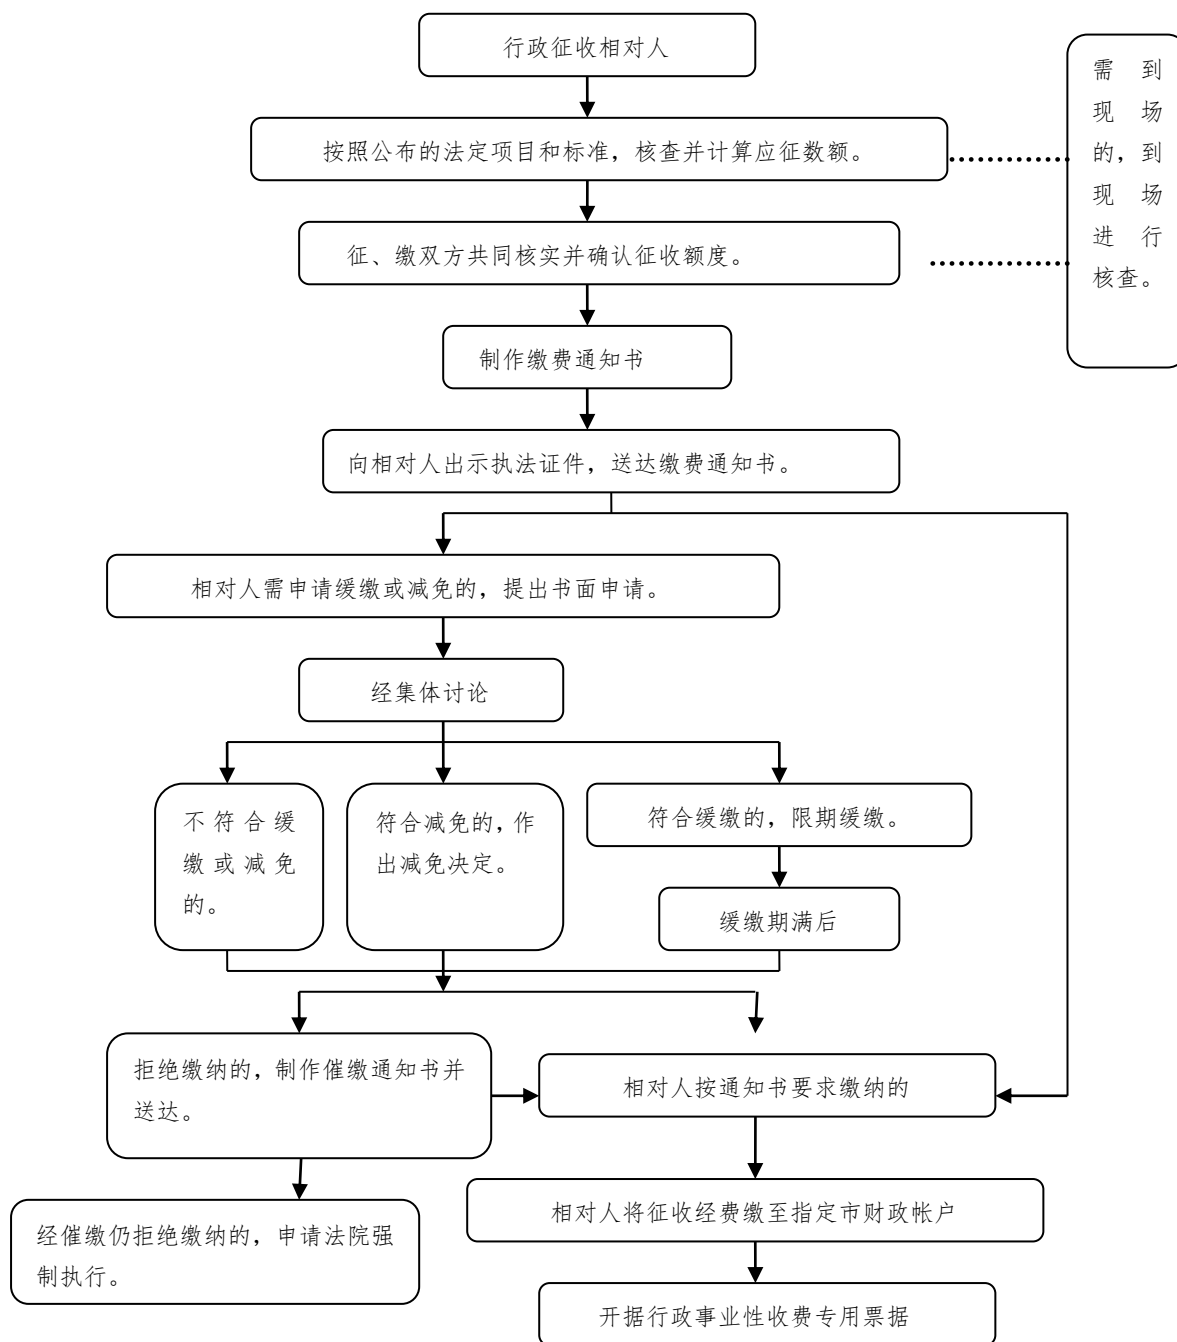 行政征收相对人
需到
现场
的，到
现场
进行
核查。
按照公布的法定项目和标准，核查并计算应征数额。
征、缴双方共同核实并确认征收额度。
制作缴费通知书
向相对人出示执法证件，送达缴费通知书。
相对人需申请缓缴或减免的，提出书面申请。
经集体讨论
不符合缓
缴或减免
的。
符合减免的，作
出减免决定。
符合缓缴的，限期缓缴。
缓缴期满后
拒绝缴纳的，制作催缴通知书并
送达。
相对人按通知书要求缴纳的
经催缴仍拒绝缴纳的，申请法院强
制执行。
相对人将征收经费缴至指定市财政帐户
开据行政事业性收费专用票据